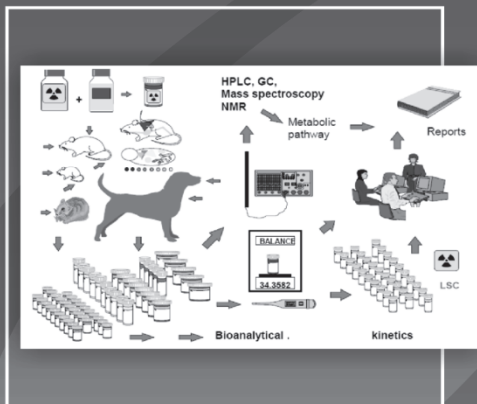 HPLC, GC,
Mass spectroscopy
NMR
Metabolic
pathway
Reports
BALANCE
34.3582
LSC
Bioanalytical .
kinetics